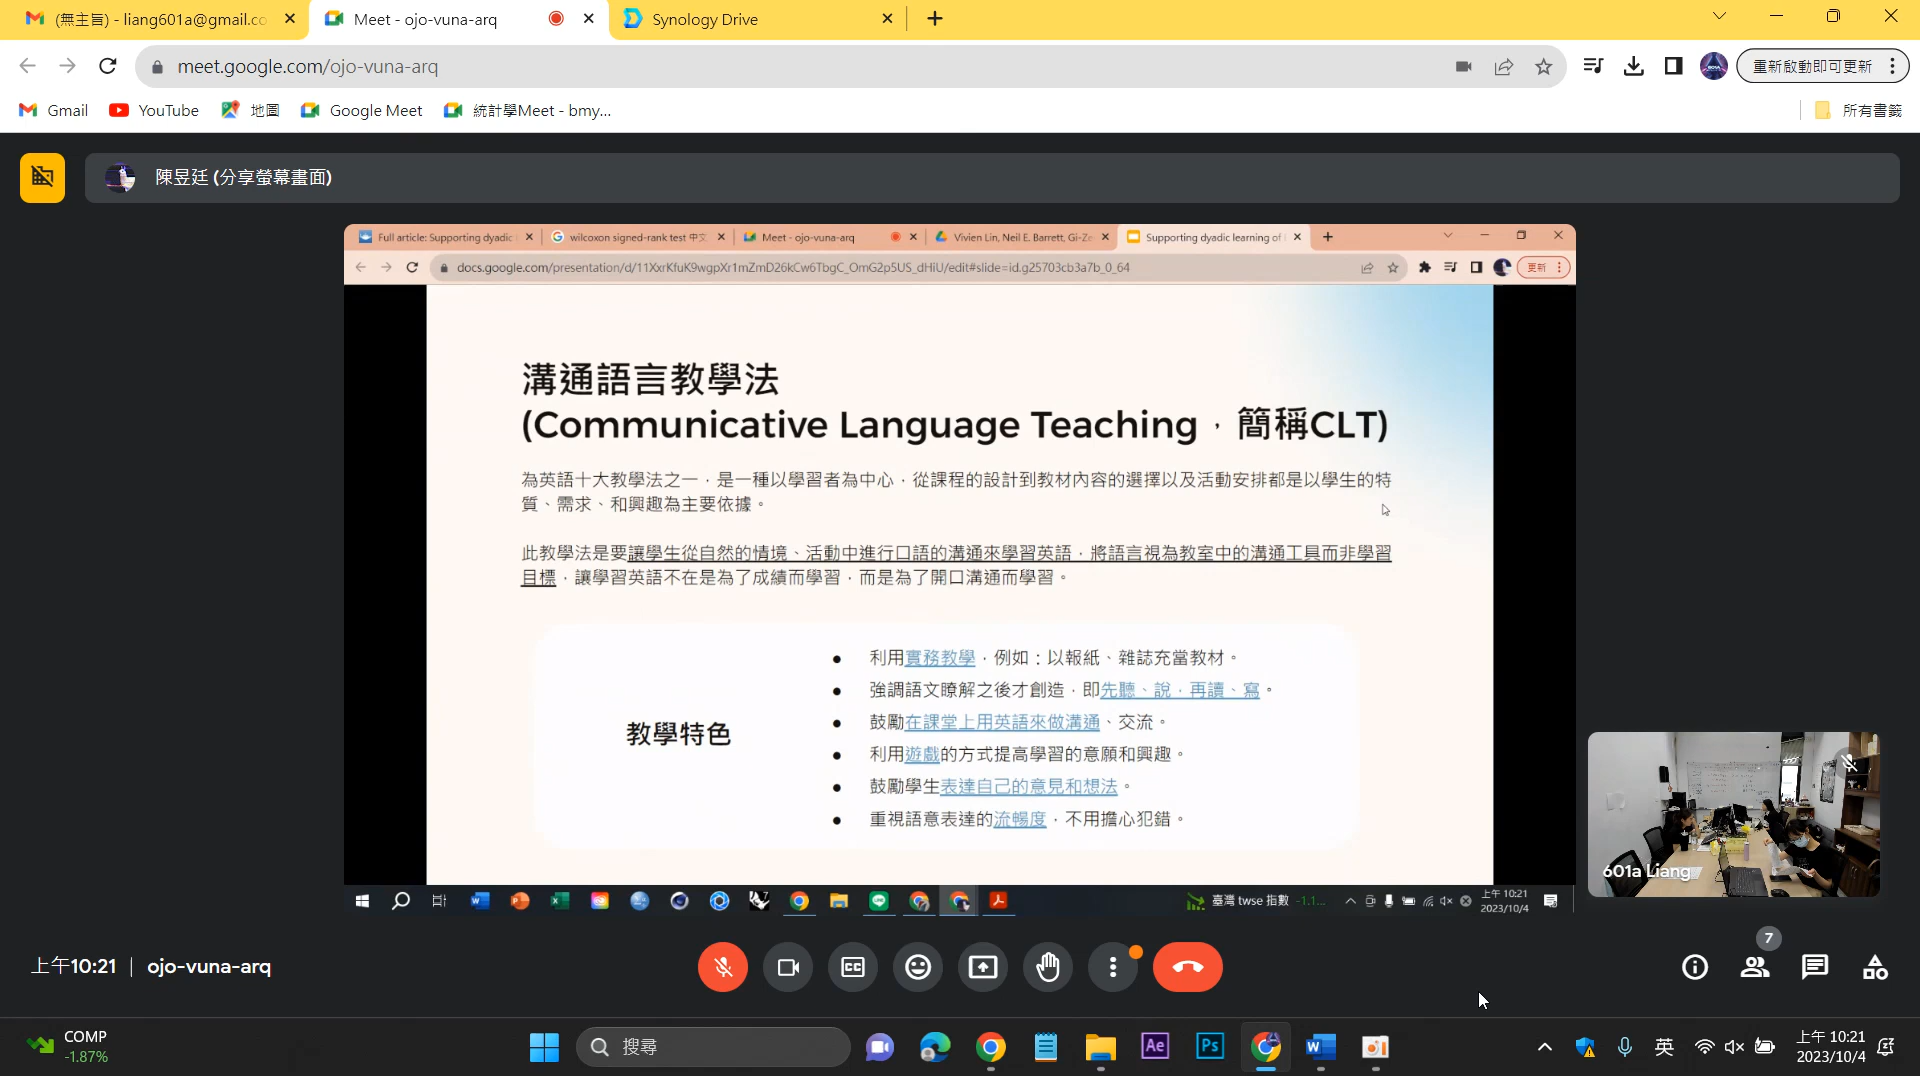 (無主旨) - liang601a@gmail.co
Meet - ojo-vuna-arq
Synology Drive
meet.google.com/ojo-vuna-arq
重新啟動即可更新
Gmail
YouTube
地圖
Google Meet
統計學Meet - bmy...
所有書籤
陳昱廷 (分享螢幕畫面)
Full article: Supporting dyadic
wilcoxon signed-rank test 中文
Meet - ojo-vuna-arq
Vivien Lin, Neil E. Barrett, Gi-Ze
Supporting dyadic learning of
docs.google.com/presentation/d/11XxrKfuK9wgpXr1mZmD26kCw6TbgC_OmG2p5US_dHiU/edit#slide=id.g25703cb3a7b_0_64
更新
溝通語言教學法
(Communicative Language Teaching，簡稱CLT)
為英語十大教學法之一，是一種以學習者為中心，從課程的設計到教材內容的選擇以及活動安排都是以學生的特
質、需求、和興趣為主要依據。
此教學法是要讓學生從自然的情境、活動中進行口語的溝通來學習英語，將語言視為教室中的溝通工具而非學習
目標，讓學習英語不在是為了成績而學習，而是為了開口溝通而學習。
教學特色
● 利用實務教學，例如：以報紙、雜誌充當教材。
● 強調語文瞭解之後才創造，即先聽、說，再讀、寫。
● 鼓勵在課堂上用英語來做溝通、交流。
● 利用遊戲的方式提高學習的意願和興趣。
● 鼓勵學生表達自己的意見和想法。
● 重視語意表達的流暢度，不用擔心犯錯。
601a Liang
臺灣 twse 指數 -1.1...
上午 10:21
2023/10/4
上午10:21 | ojo-vuna-arq
7
COMP
-1.87%
搜尋
Ae
Ps
英
上午 10:21
2023/10/4